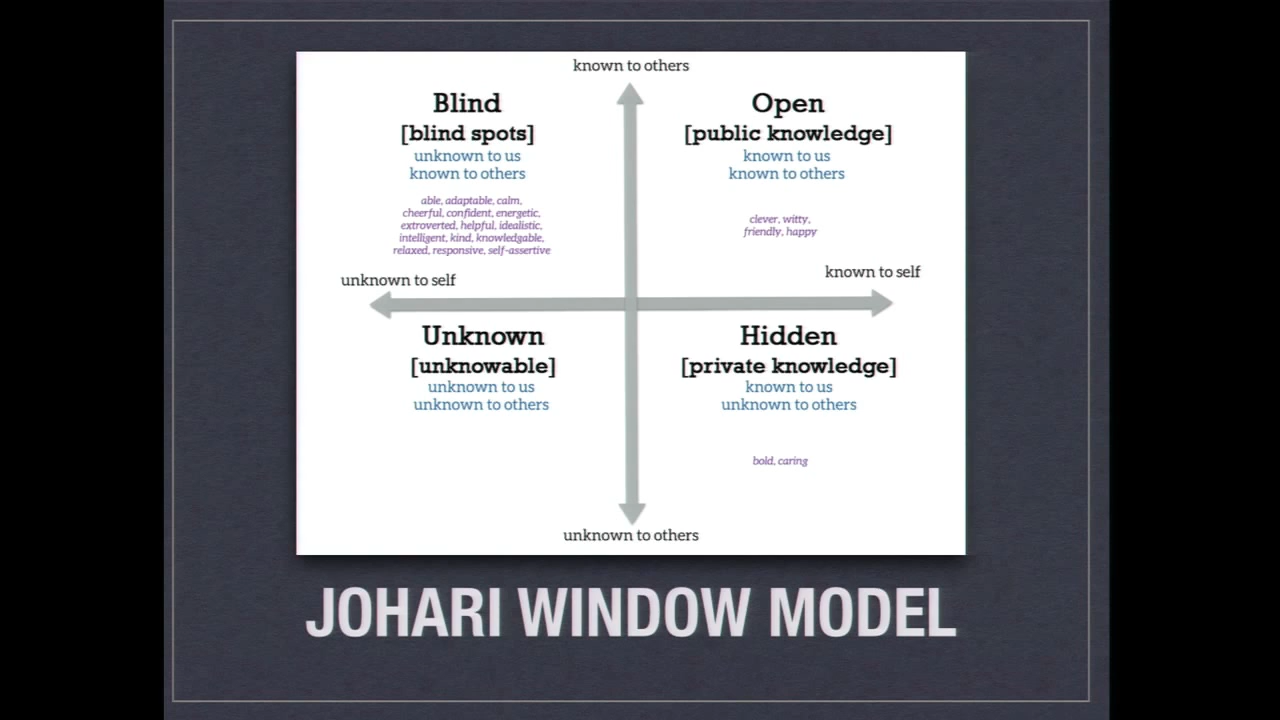 known to others
Blind
[blind spots]
unknown to us
known to others
able, adaptable, calm,
cheerful, confident, energetic,
extroverted, helpful, idealistic,
intelligent, kind, knowledgable,
relaxed, responsive, self-assertive
Open
[public knowledge]
known to us
known to others
clever, witty,
friendly, happy
unknown to self
known to self
Unknown
[unknowable]
unknown to us
unknown to others
Hidden
[private knowledge]
known to us
unknown to others
bold, caring
unknown to others
JOHARI WINDOW MODEL